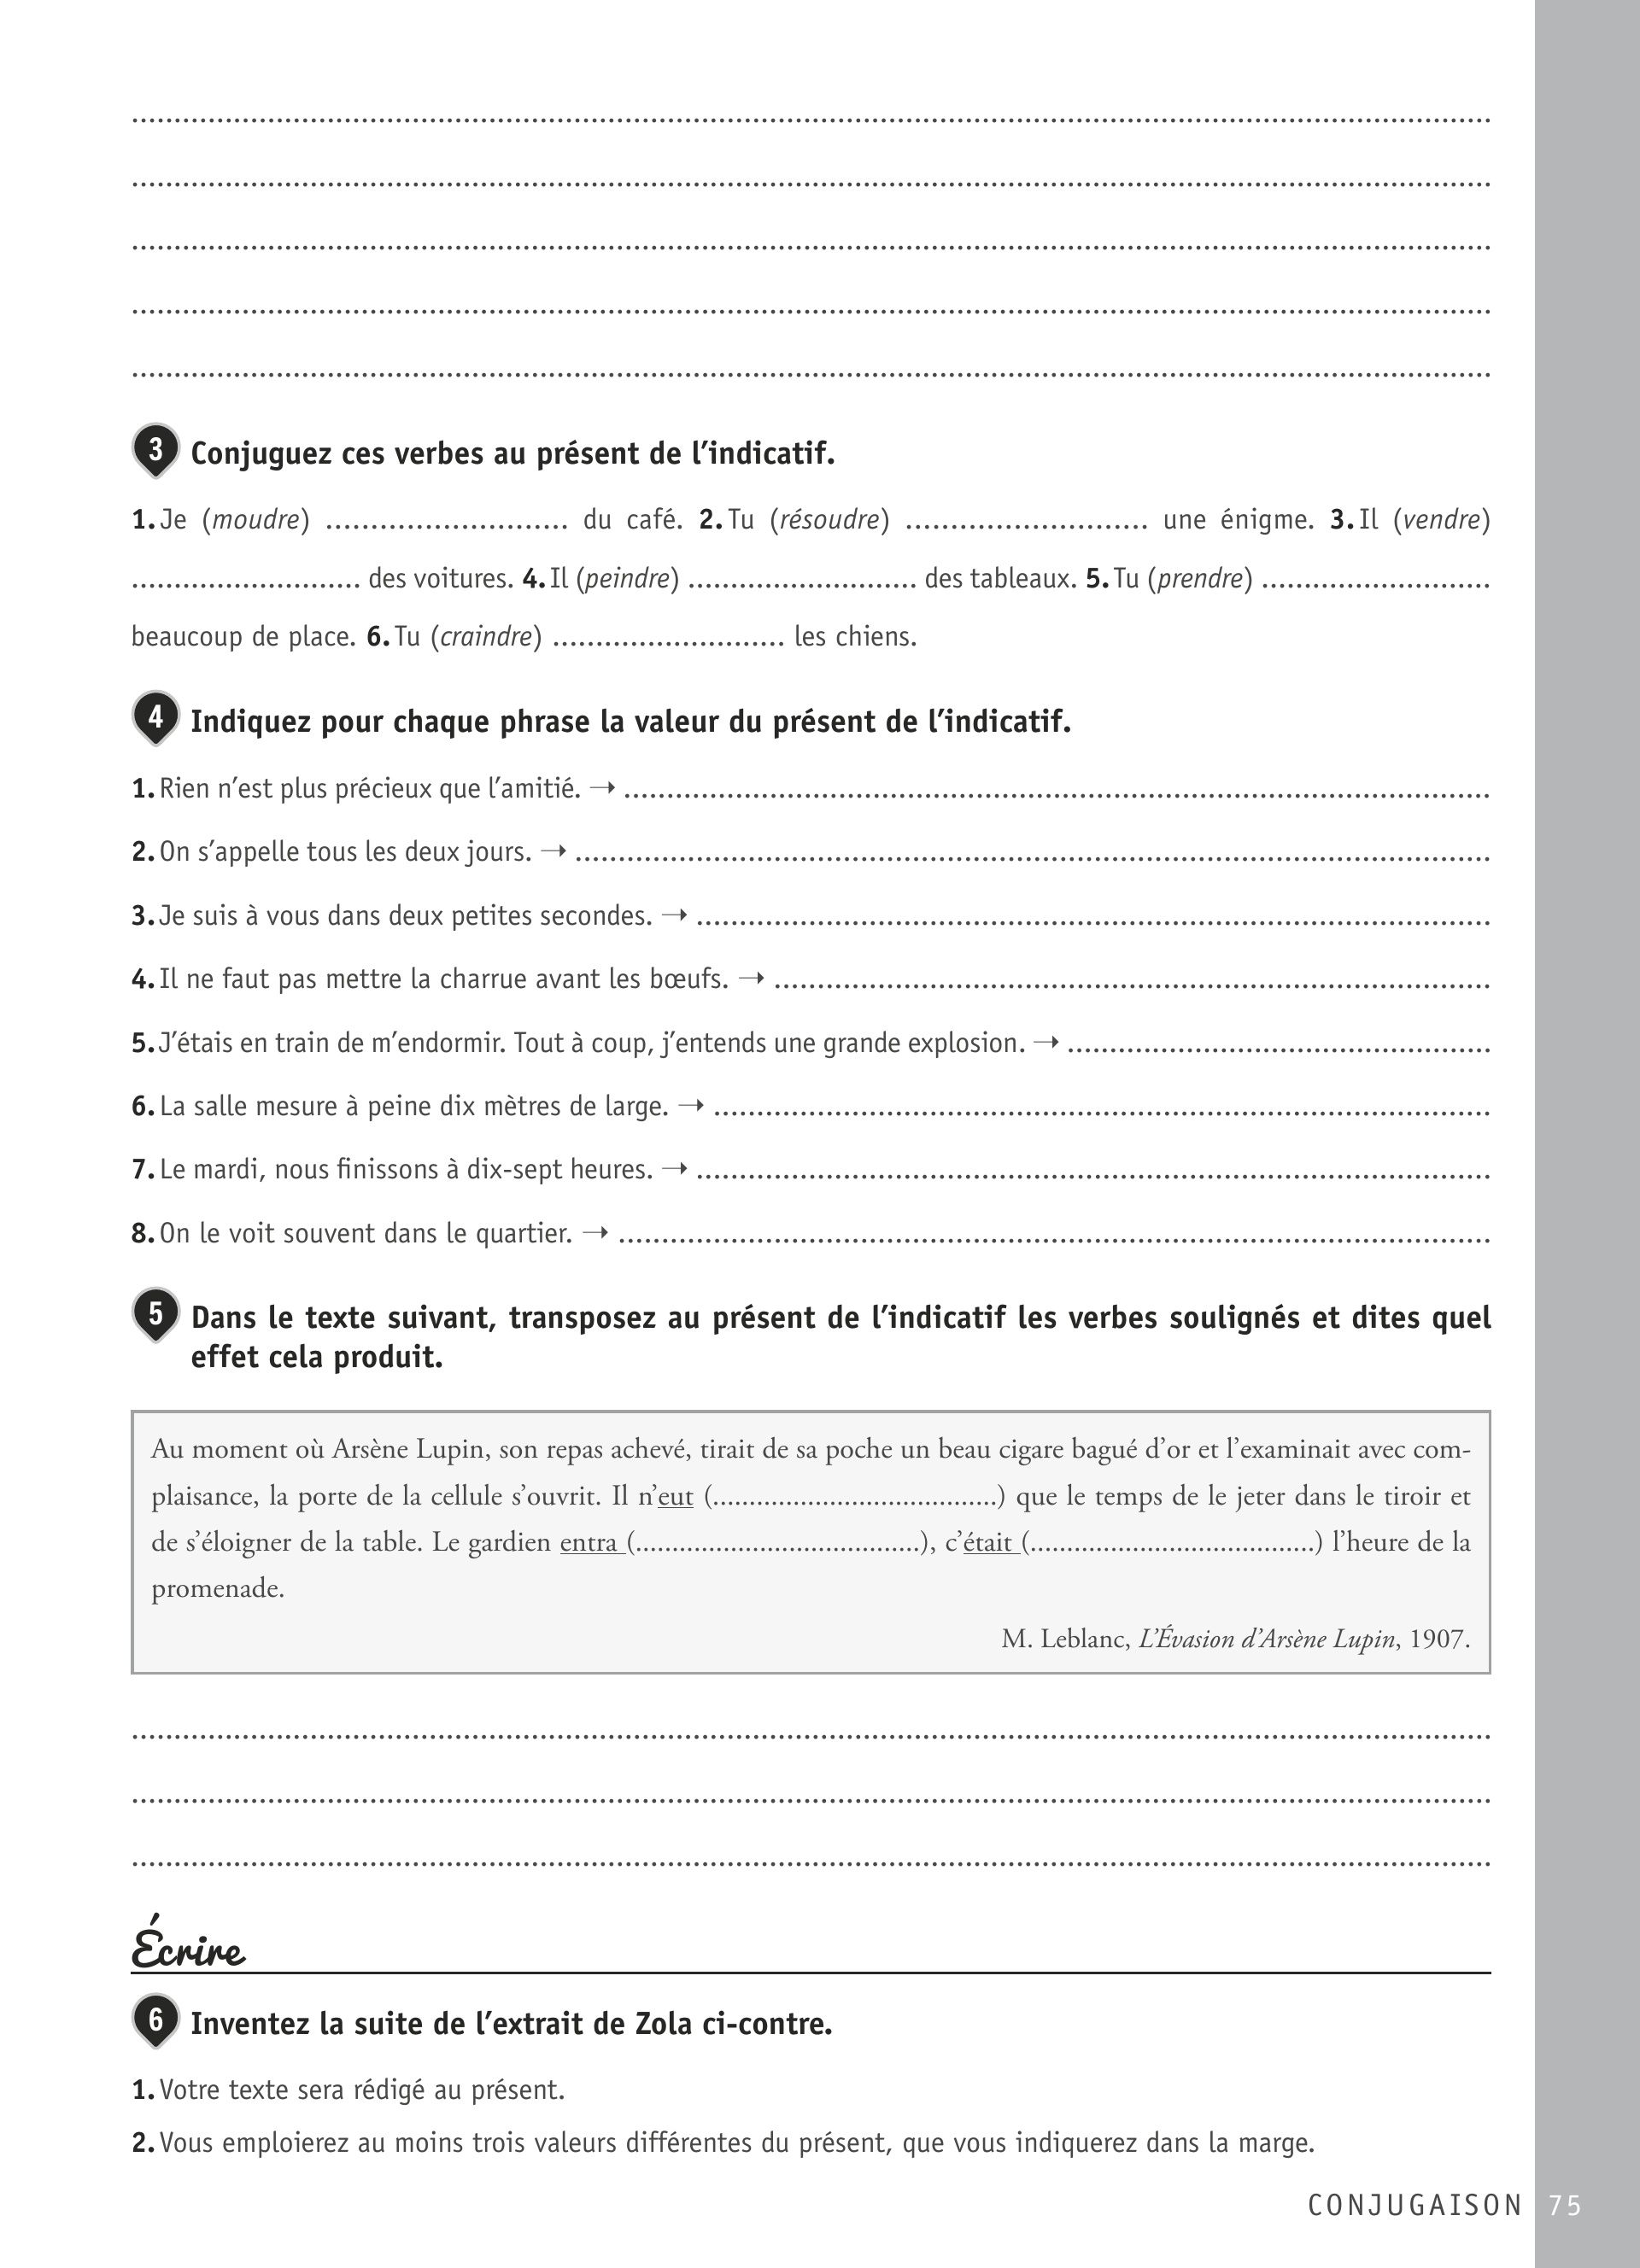 ........................................................................................................................
........................................................................................................................
........................................................................................................................
........................................................................................................................
........................................................................................................................
3 Conjuguez ces verbes au présent de l’indicatif.
1. Je (moudre) ............................ du café. 2. Tu (résoudre) ............................ une énigme. 3. Il (vendre)
........................... des voitures. 4. Il (peindre) ........................... des tableaux. 5. Tu (prendre) ...........................
beaucoup de place. 6. Tu (craindre) ........................... les chiens.
4 Indiquez pour chaque phrase la valeur du présent de l’indicatif.
1. Rien n’est plus précieux que l’amitié. → ............................................................
2. On s’appelle tous les deux jours. → ............................................................
3. Je suis à vous dans deux petites secondes. → ............................................................
4. Il ne faut pas mettre la charrue avant les bœufs. → ............................................................
5. J’étais en train de m’endormir. Tout à coup, j’entends une grande explosion. → ..................................................
6. La salle mesure à peine dix mètres de large. → ............................................................
7. Le mardi, nous finissons à dix-sept heures. → ............................................................
8. On le voit souvent dans le quartier. → ............................................................
5 Dans le texte suivant, transposez au présent de l’indicatif les verbes soulignés et dites quel
effet cela produit.
Au moment où Arsène Lupin, son repas achevé, tirait de sa poche un beau cigare bagué d’or et l’examinait avec com-
plaisance, la porte de la cellule s’ouvrit. Il n’eut (.......................................) que le temps de le jeter dans le tiroir et
de s’éloigner de la table. Le gardien entra (.......................................), c’était (.......................................) l’heure de la
promenade.
M. Leblanc, L’Évasion d’Arsène Lupin, 1907.
........................................................................................................................
........................................................................................................................
........................................................................................................................
Écrire
6 Inventez la suite de l’extrait de Zola ci-contre.
1. Votre texte sera rédigé au présent.
2. Vous emploierez au moins trois valeurs différentes du présent, que vous indiquerez dans la marge.
CONJUGAISON 75